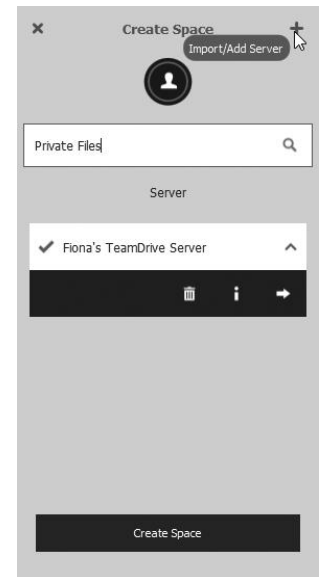 Create Space
Import/Add Server
Private Files
Server
Fiona's TeamDrive Server
Create Space